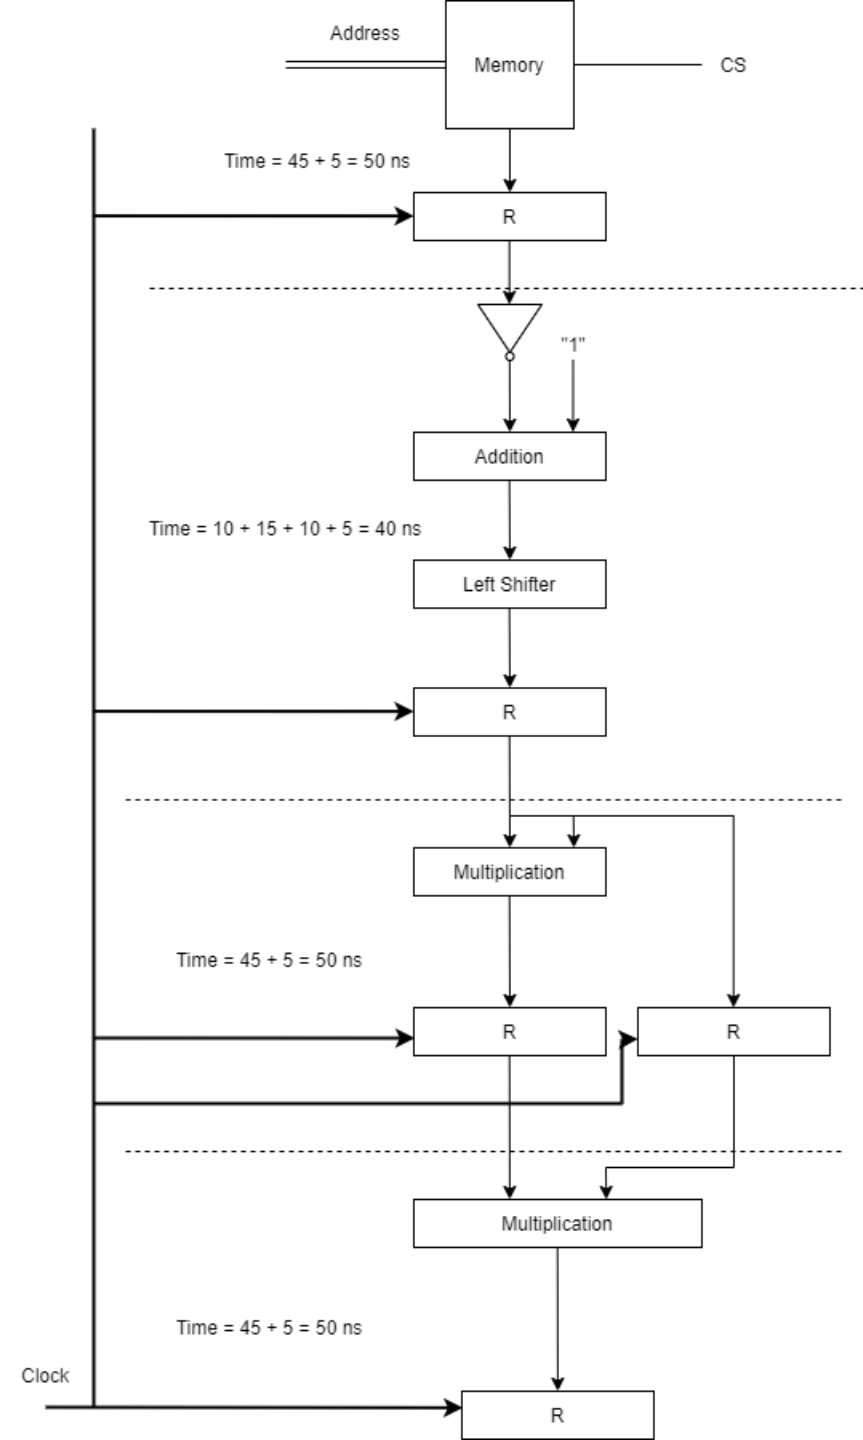 Address
Memory
CS
Time = 45 + 5 = 50 ns
R
"1"
Addition
Time = 10 + 15 + 10 + 5 = 40 ns
Left Shifter
R
Multiplication
Time = 45 + 5 = 50 ns
R
R
Multiplication
Time = 45 + 5 = 50 ns
Clock
R